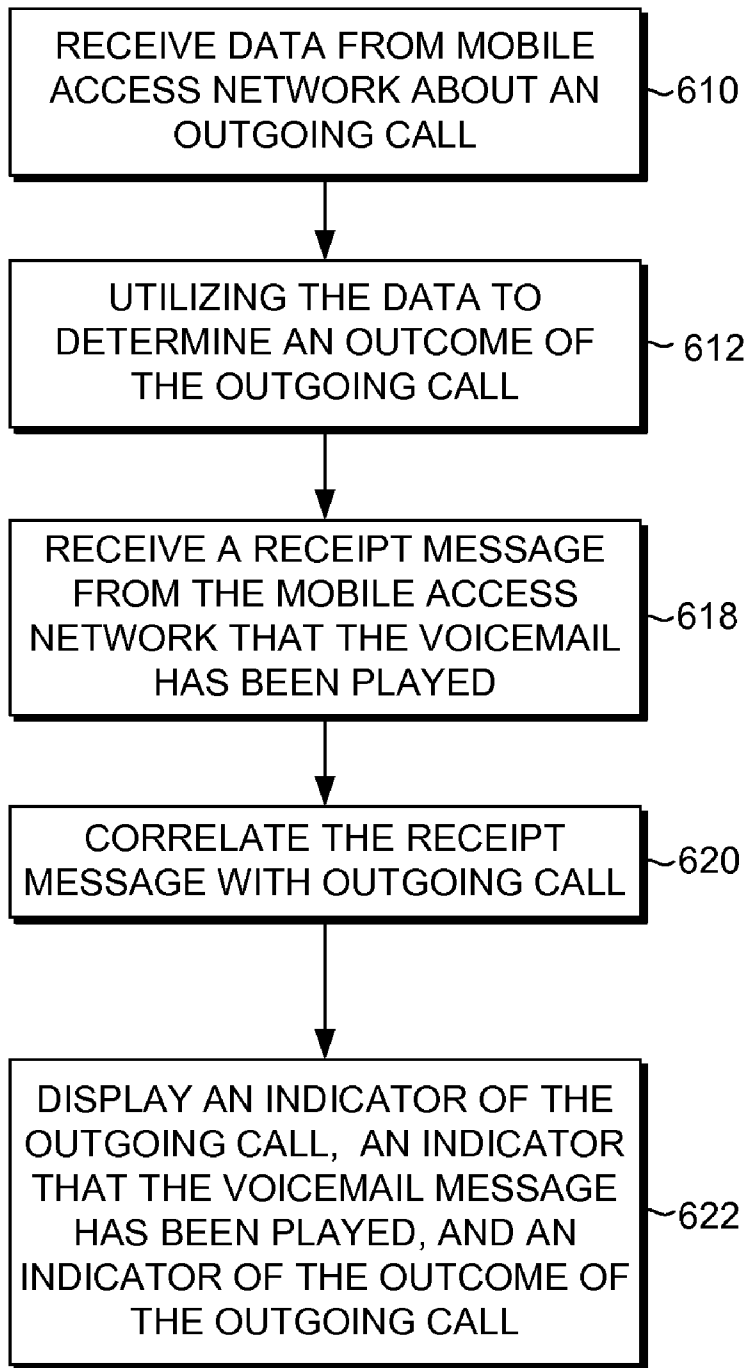 RECEIVE DATA FROM MOBILE
ACCESS NETWORK ABOUT AN
OUTGOING CALL
610
UTILIZING THE DATA TO
DETERMINE AN OUTCOME OF
THE OUTGOING CALL
612
RECEIVE A RECEIPT MESSAGE
FROM THE MOBILE ACCESS
NETWORK THAT THE VOICEMAIL
HAS BEEN PLAYED
618
CORRELATE THE RECEIPT
MESSAGE WITH OUTGOING CALL
620
DISPLAY AN INDICATOR OF THE
OUTGOING CALL, AN INDICATOR
THAT THE VOICEMAIL MESSAGE
HAS BEEN PLAYED, AND AN
INDICATOR OF THE OUTCOME OF
THE OUTGOING CALL
622